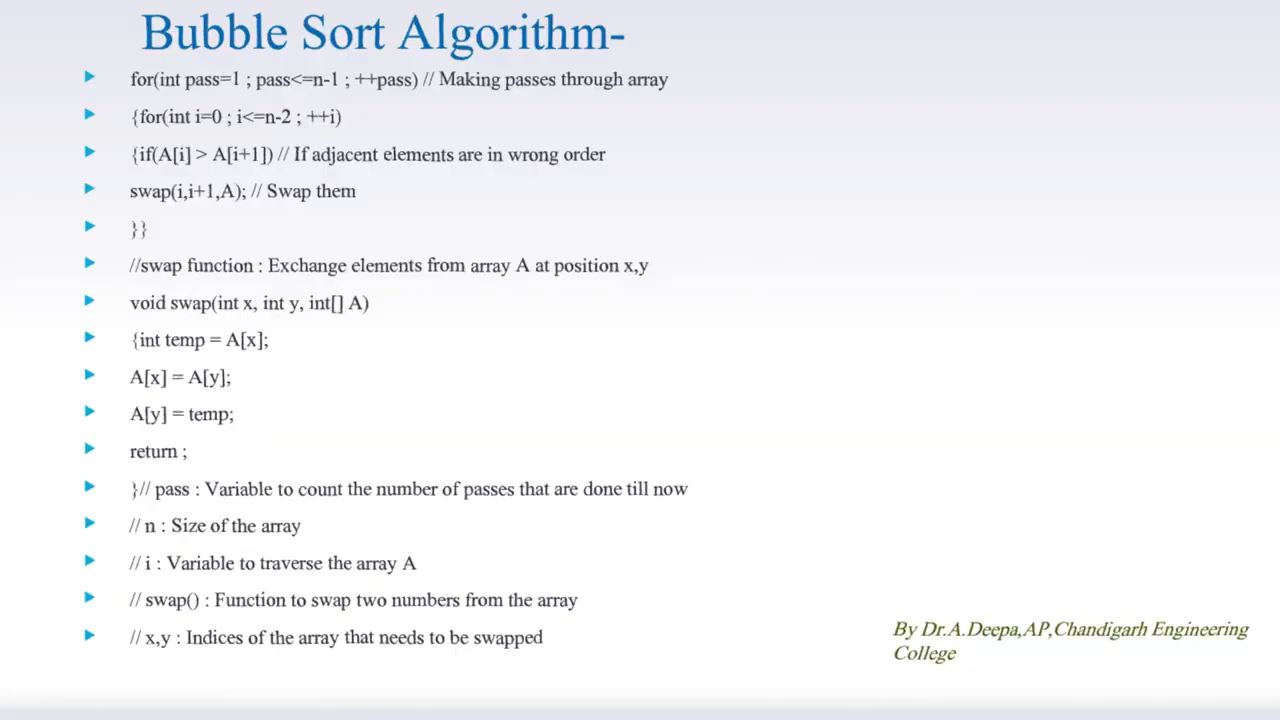 Bubble Sort Algorithm-
for(int pass=1 ; pass<=n-1 ; ++pass) // Making passes through array
{for(int i=0 ; i<=n-2 ; ++i)
{if(A[i] > A[i+1]) // If adjacent elements are in wrong order
swap(i,i+1,A); // Swap them
}}
//swap function : Exchange elements from array A at position x,y
void swap(int x, int y, int[] A)
{int temp = A[x];
A[x] = A[y];
A[y] = temp;
return ;
}// pass : Variable to count the number of passes that are done till now
// n : Size of the array
// i : Variable to traverse the array A
// swap() : Function to swap two numbers from the array
// x,y : Indices of the array that needs to be swapped
By Dr.A.Deepa,AP,Chandigarh Engineering
College